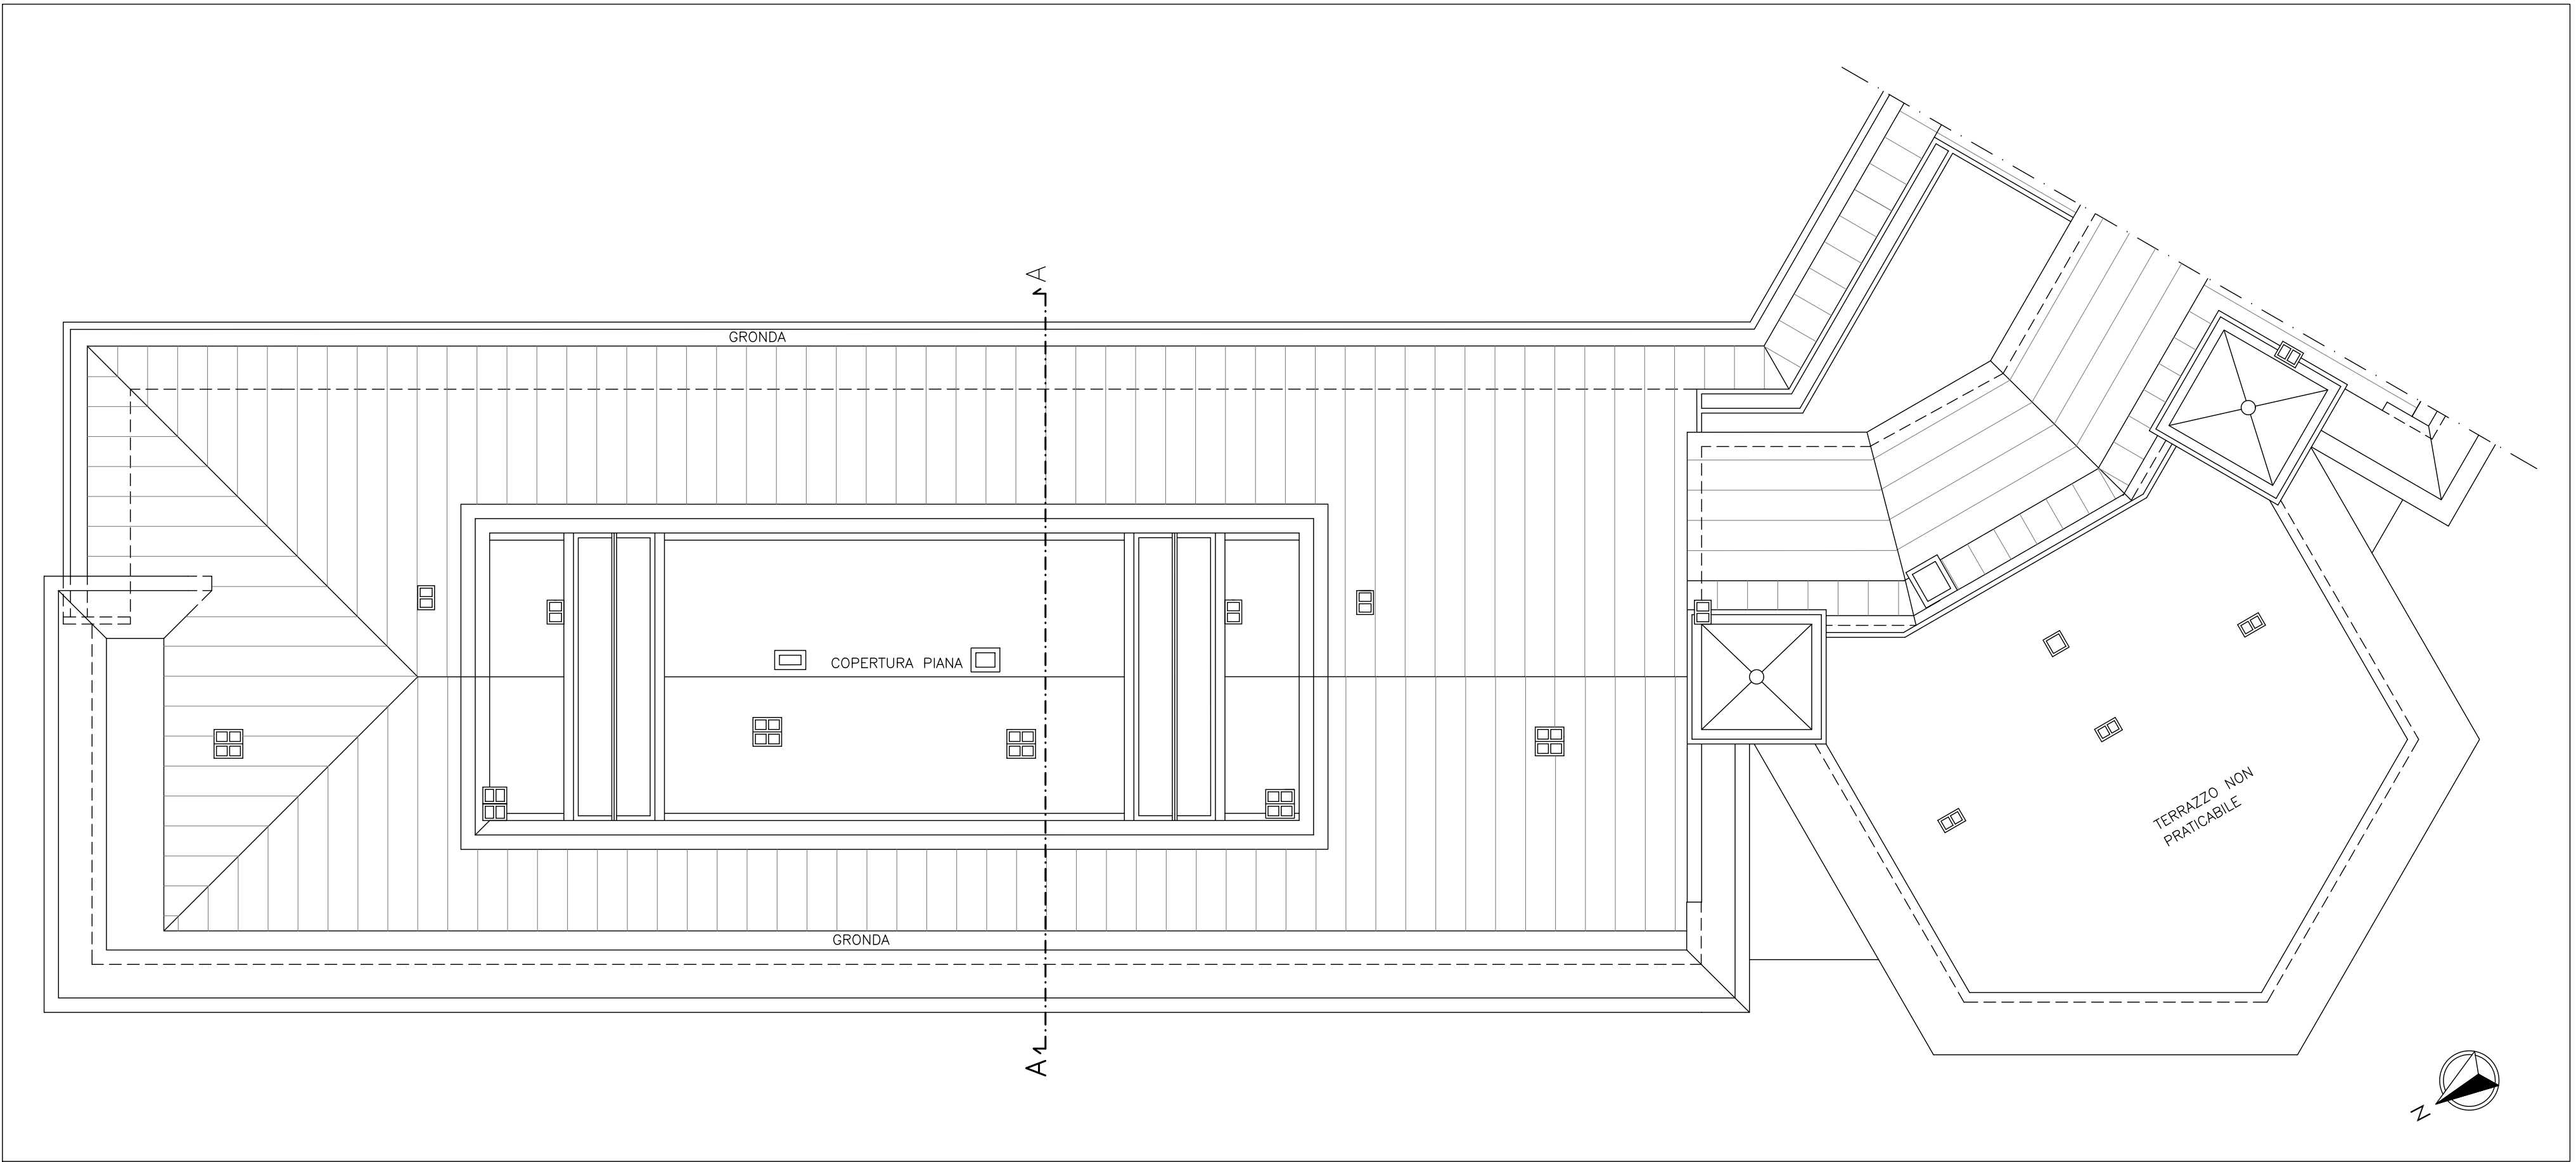 A
GRONDA
COPERTURA PIANA
TERRAZZO NON
PRATICABILE
GRONDA
A
N